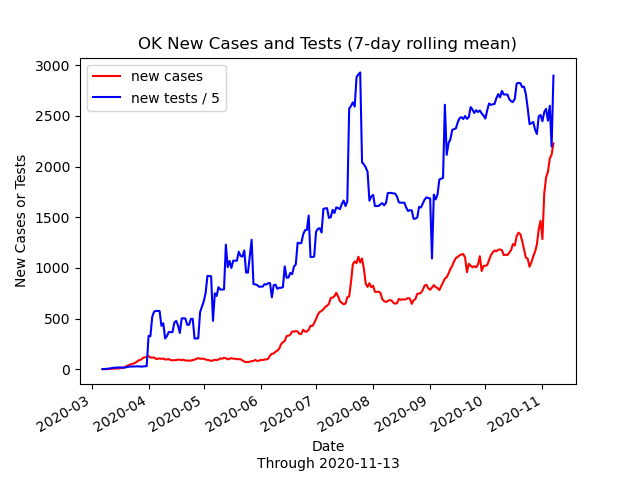 OK New Cases and Tests (7-day rolling mean)
new cases
new tests / 5
3000
2500
2000
1500
1000
500
0
New Cases or Tests
2020-03
2020-04
2020-05
2020-06
2020-07
2020-08
2020-09
2020-10
2020-11
Date
Through 2020-11-13